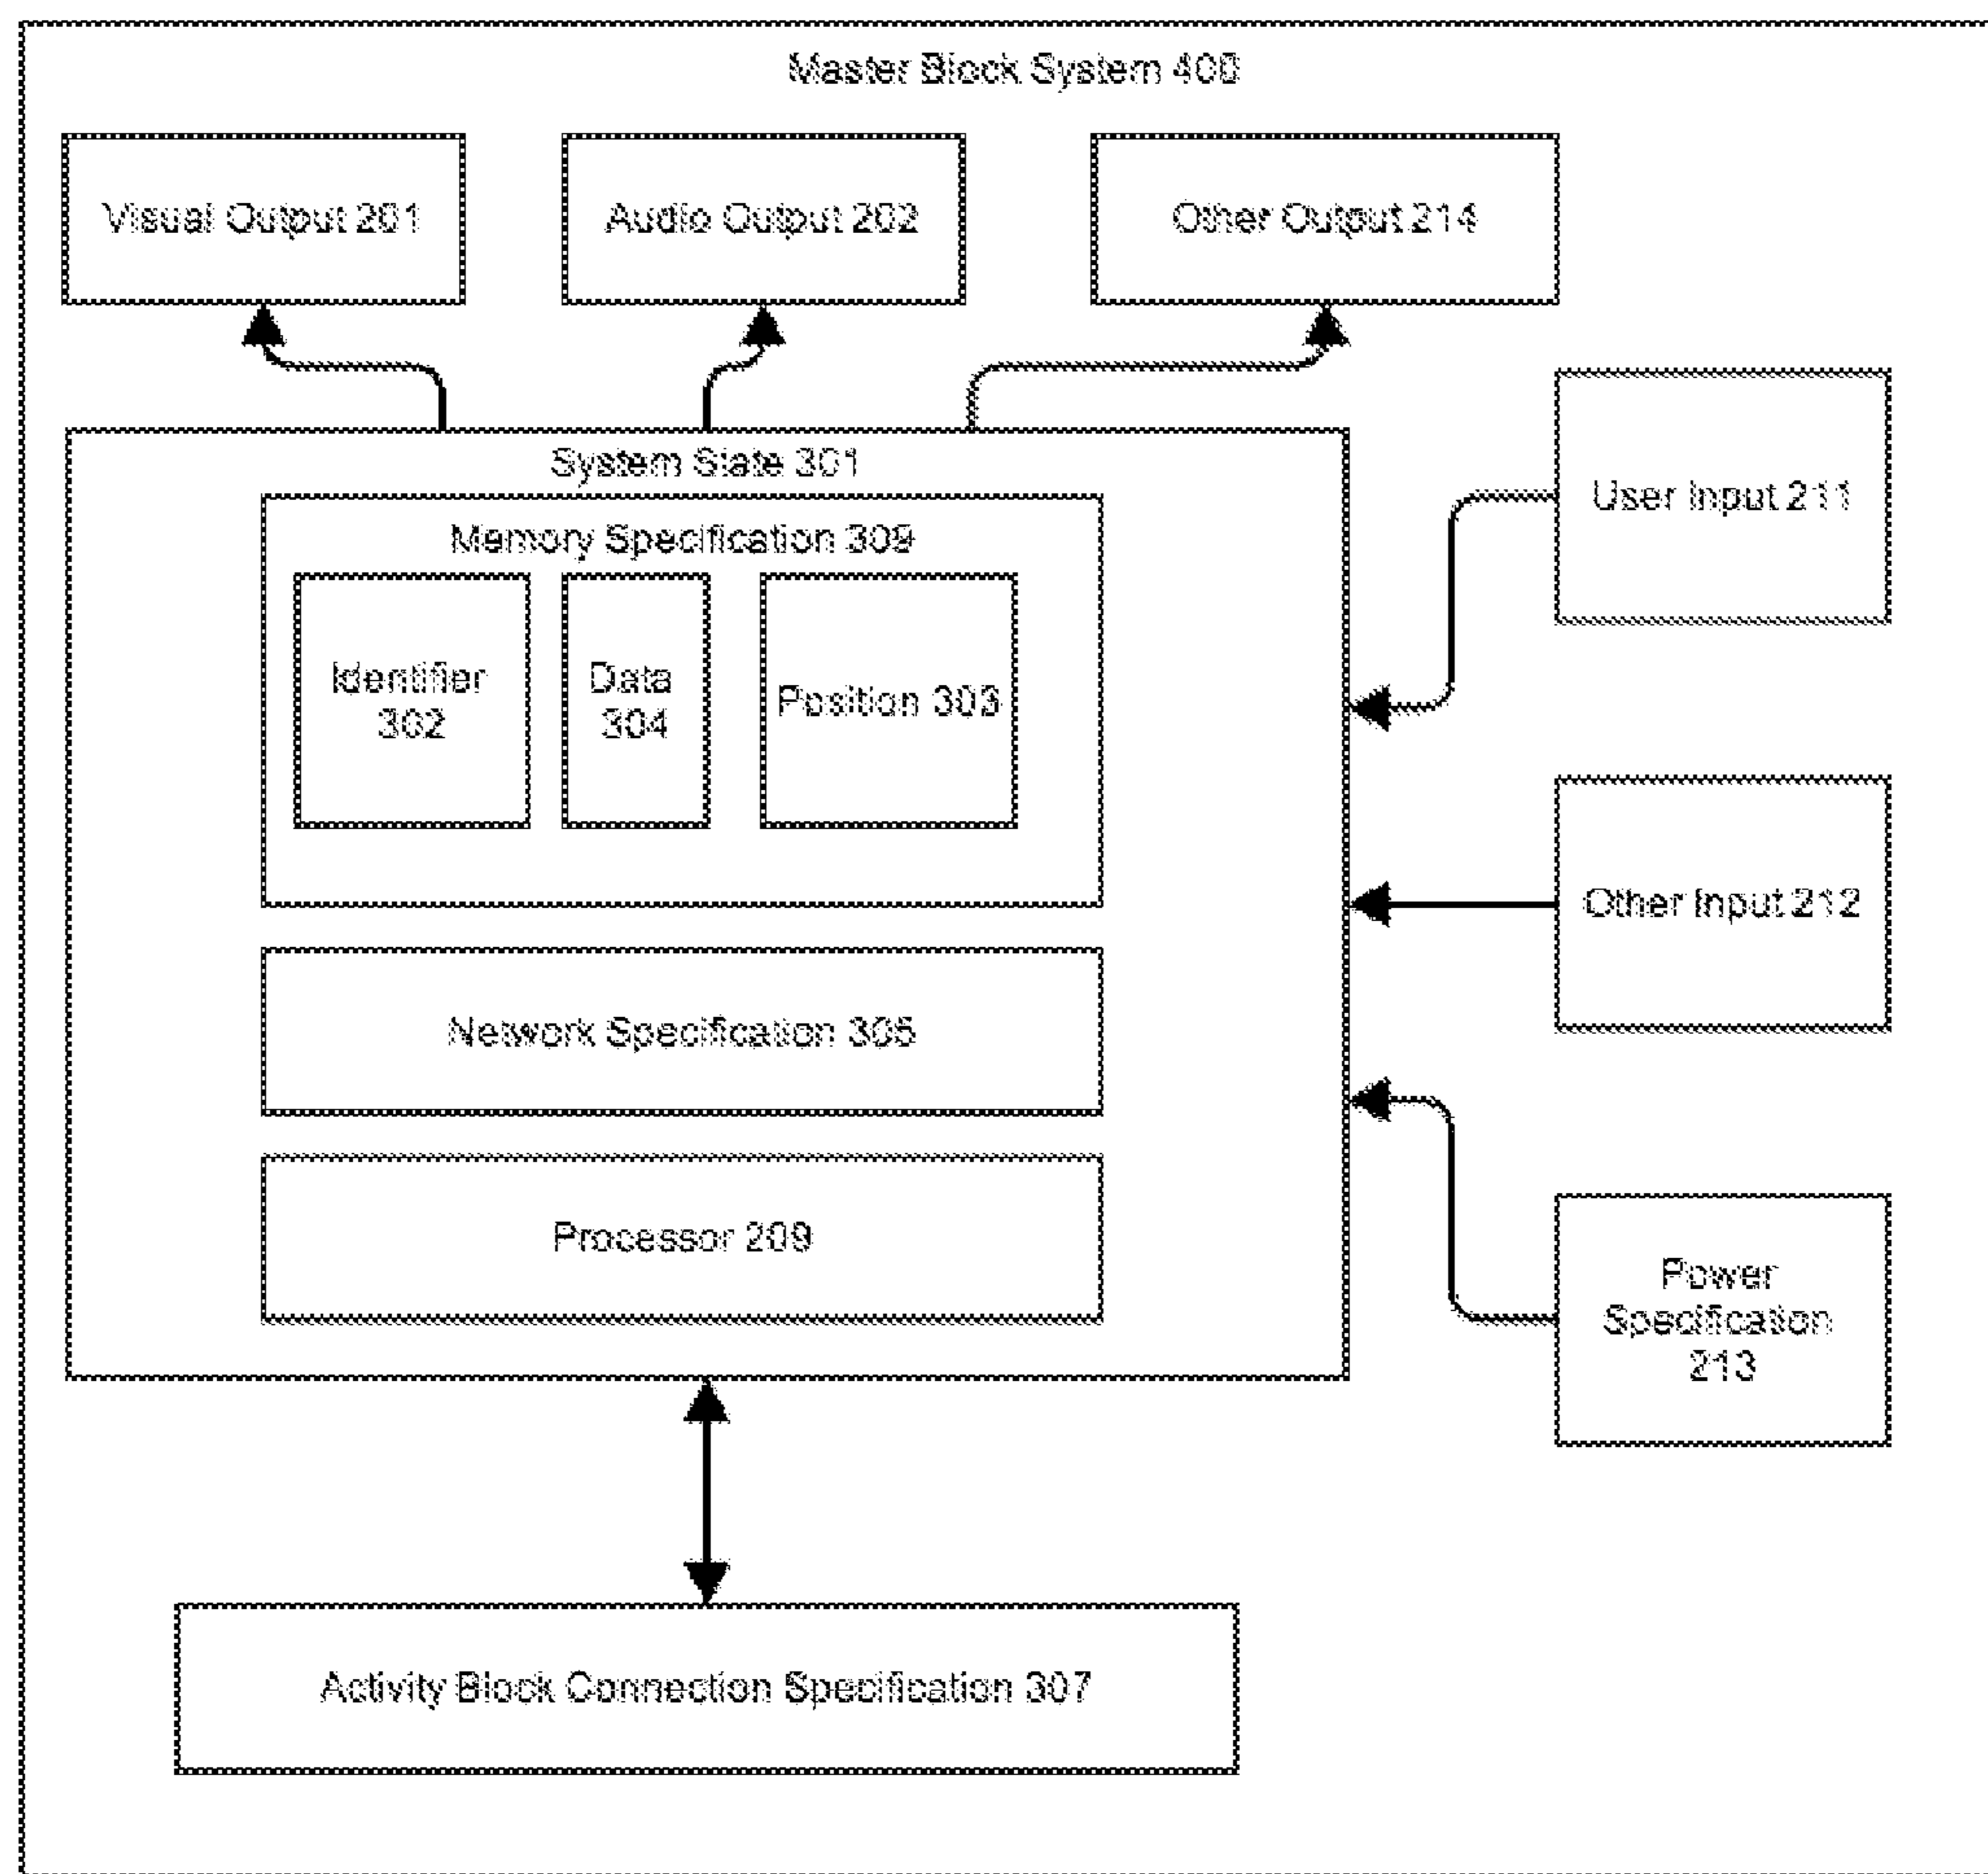 Master Block System 400
Visual Output 201
Audio Output 202
Other Output 214
System State 301
User Input 211
Memory Specification 309
Identifier
302
Data
304
Position 303
Other Input 212
Network Specification 305
Processor 209
Power
Specification
213
Activity Block Connection Specification 307